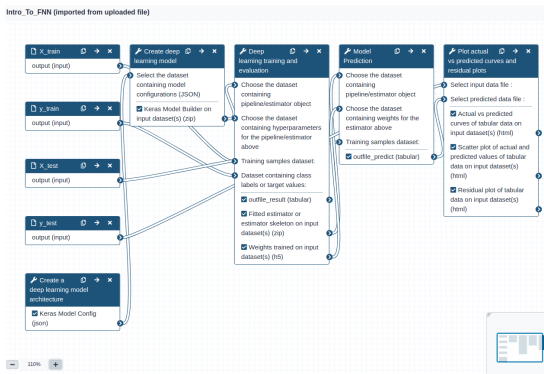 Intro_To_FNN (imported from uploaded file)
X_train
output (input)
y_train
output (input)
X_test
output (input)
y_test
output (input)
Create a
deep learning model
architecture
Keras Model Config
(json)
Create deep
learning model
Select the dataset
containing model
configurations (JSON)
Keras Model Builder on
input dataset(s) (zip)
Deep
learning training and
evaluation
Choose the dataset
containing
pipeline/estimator object
Choose the dataset
containing hyperparameters
for the pipeline/estimator
above
Training samples dataset:
Dataset containing class
labels or target values:
outfile_result (tabular)
Fitted estimator or
estimator skeleton on input
dataset(s) (zip)
Weights trained on input
dataset(s) (h5)
Model
Prediction
Choose the dataset
containing
pipeline/estimator object
Choose the dataset
containing weights for the
estimator above
Training samples dataset:
outfile_predict (tabular)
Plot actual
vs predicted curves and
residual plots
Select input data file :
Select predicted data file :
Actual vs predicted
curves of tabular data on
input dataset(s) (html)
Scatter plot of actual and
predicted values of tabular
data on input dataset(s)
(html)
Residual plot of tabular
data on input dataset(s)
(html)
110%